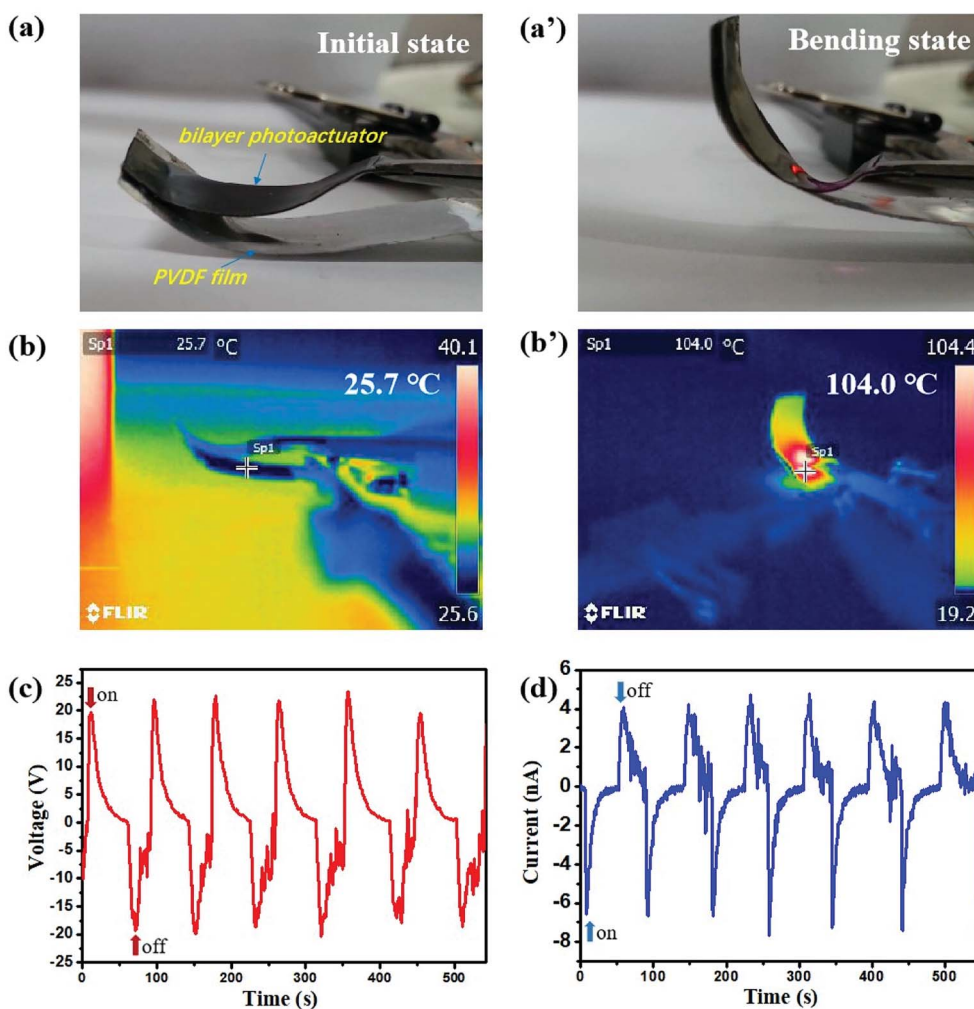 (a)
Initial state
bilayer photoactuator
PVDF film
(a’)
Bending state
(b)
Sp1 25.7 °C 40.1
25.7 °C
Sp1
FLIR 25.6
(b’)
Sp1 104.0 °C 104.4
104.0 °C
Sp1
FLIR 19.2
(c)
25
20
15
10
5
0
-5
-10
-15
-20
-25
Voltage (V)
on
off
0 100 200 300 400 500
Time (s)
(d)
6
4
2
0
-2
-4
-6
-8
Current (nA)
off
on
0 100 200 300 400 500
Time (s)